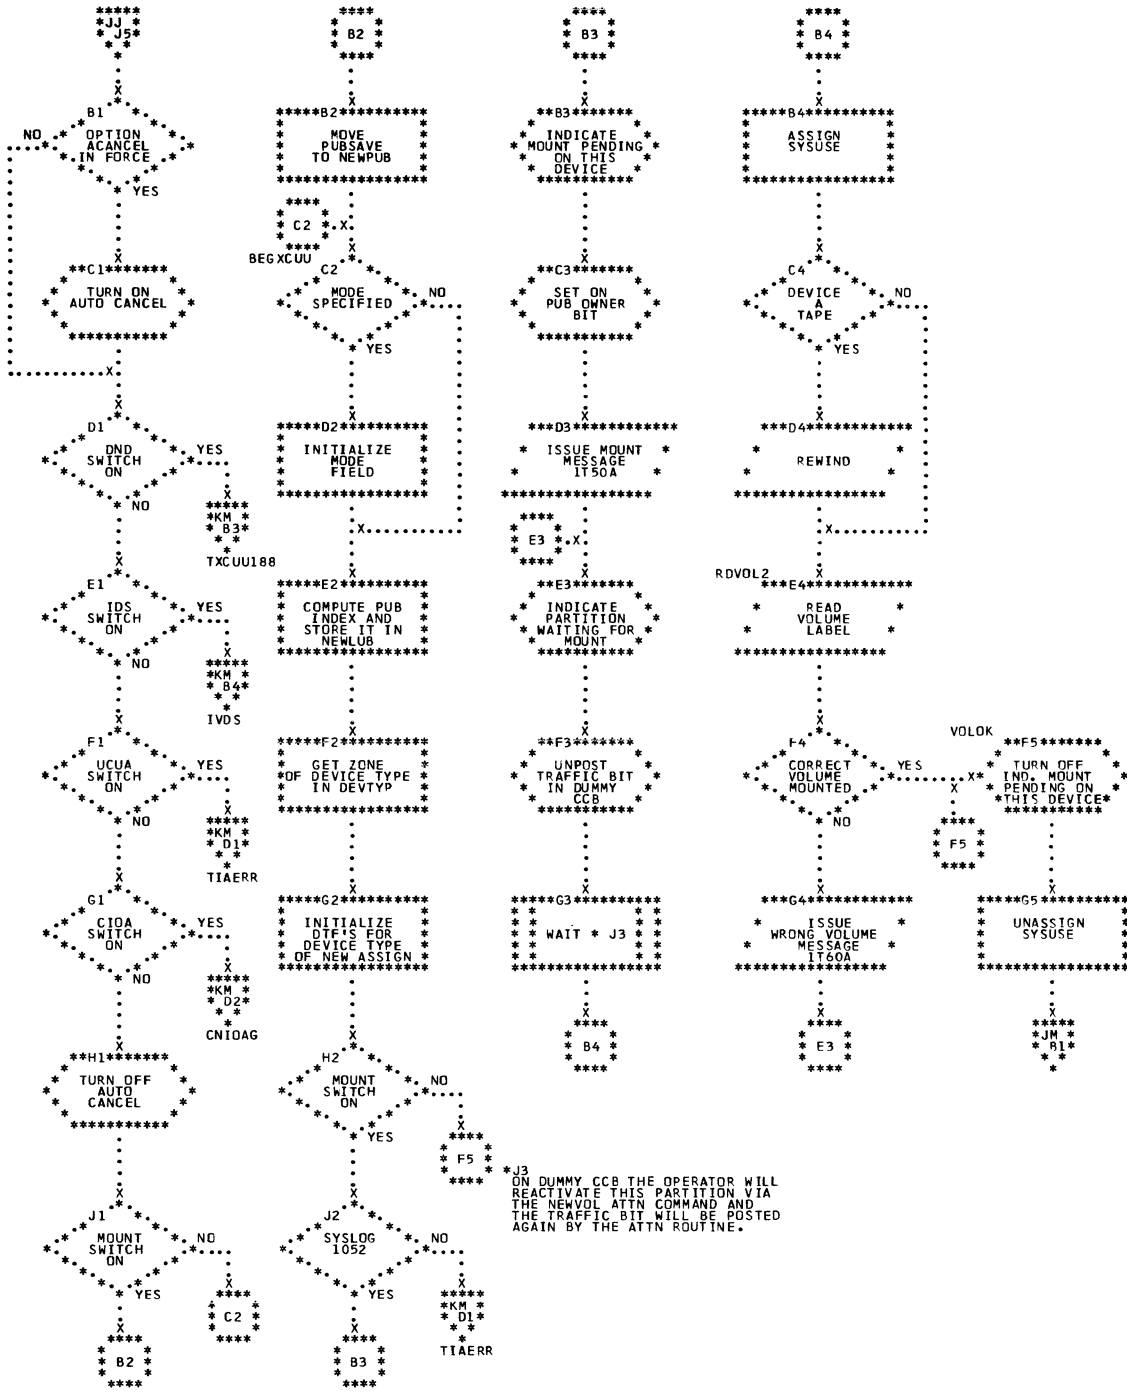 JJ
J5
B1
NO
OPTION
ACANCEL
IN FORCE
YES
C1
TURN ON
AUTO CANCEL
D1
DND
SWITCH
ON
YES
NO
KM
B3
TXCUU188
E1
IDS
SWITCH
ON
YES
NO
KM
B4
IVDS
F1
UCUA
SWITCH
ON
YES
NO
KM
D1
TIAERR
G1
CIOA
SWITCH
ON
YES
NO
KM
D2
CNIOAG
H1
TURN OFF
AUTO
CANCEL
J1
MOUNT
SWITCH
ON
NO
YES
C2
B2
B2
B2
MOVE
PUBSAVE
TO NEWPUB
C2
BEGXCUU
C2
MODE
SPECIFIED
NO
YES
D2
INITIALIZE
MODE
FIELD
E2
COMPUTE PUB
INDEX AND
STORE IT IN
NEWLUB
F2
GET ZONE
OF DEVICE TYPE
IN DEVTYP
G2
INITIALIZE
DTF'S FOR
DEVICE TYPE
OF NEW ASSIGN
H2
MOUNT
SWITCH
ON
NO
YES
F5
J2
SYSLOG
1052
NO
YES
KM
D1
TIAERR
B3
B3
B3
INDICATE
MOUNT PENDING
ON THIS
DEVICE
C3
SET ON
PUB OWNER
BIT
D3
ISSUE MOUNT
MESSAGE
1T50A
E3
E3
INDICATE
PARTITION
WAITING FOR
MOUNT
F3
UNPOST
TRAFFIC BIT
IN DUMMY
CCB
G3
WAIT * J3
B4
*J3
ON DUMMY CCB THE OPERATOR WILL
REACTIVATE THIS PARTITION VIA
THE NEWVOL ATTN COMMAND AND
THE TRAFFIC BIT WILL BE POSTED
AGAIN BY THE ATTN ROUTINE.
B4
B4
ASSIGN
SYSUSE
C4
DEVICE
A
TAPE
NO
YES
D4
REWIND
RDVOL2
E4
READ
VOLUME
LABEL
F4
CORRECT
VOLUME
MOUNTED
YES
NO
F5
G4
ISSUE
WRONG VOLUME
MESSAGE
1T60A
E3
VOLOK
F5
TURN OFF
IND. MOUNT
PENDING ON
THIS DEVICE
G5
UNASSIGN
SYSUSE
JM
B1